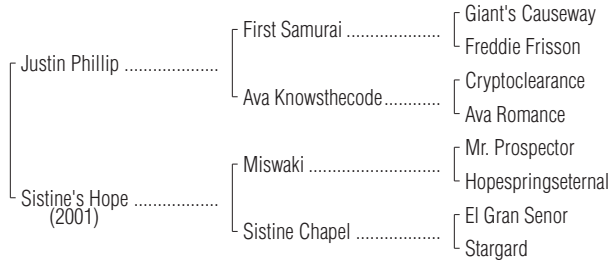 Giant's Causeway
First Samurai ....................
Freddie Frisson
Justin Phillip ....................
Cryptoclearance
Ava Knowsthecode............
Ava Romance
Mr. Prospector
Miswaki ............................
Hopespringseternal
Sistine's Hope ..................
(2001)
El Gran Senor
Sistine Chapel ...................
Stargard